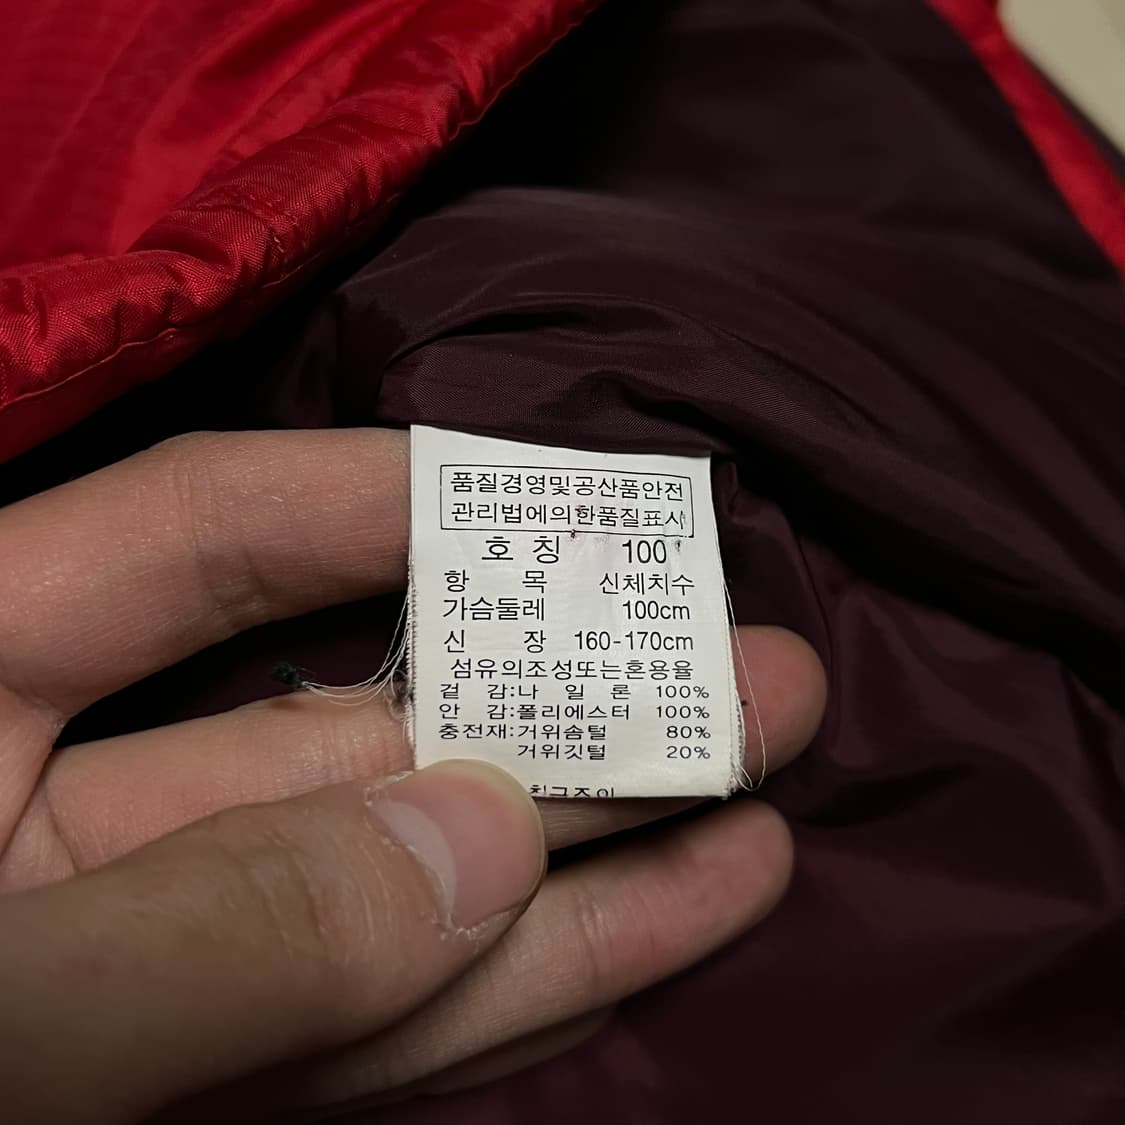 품질경영및공산품안전
관리법에의한품질표시
호 칭 100
항 목 신체치수
가슴둘레 100cm
신 장 160-170cm
섬유의조성또는혼용율
겉 감:나 일 론 100%
안 감:폴리에스터 100%
충전재:거위솜털 80%
거위깃털 20%